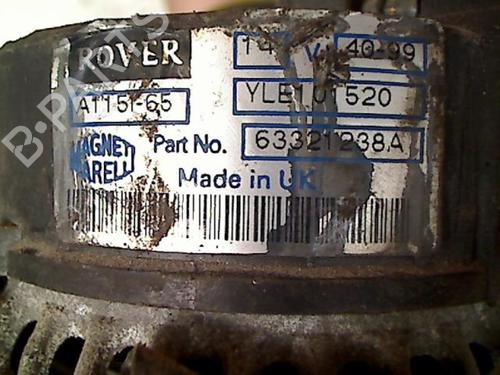 ROVER 14 V 40-99
A115I-65 YLE101520
MAGNETI MARELLI Part No. 63321238A
Made in UK
B-PARTS